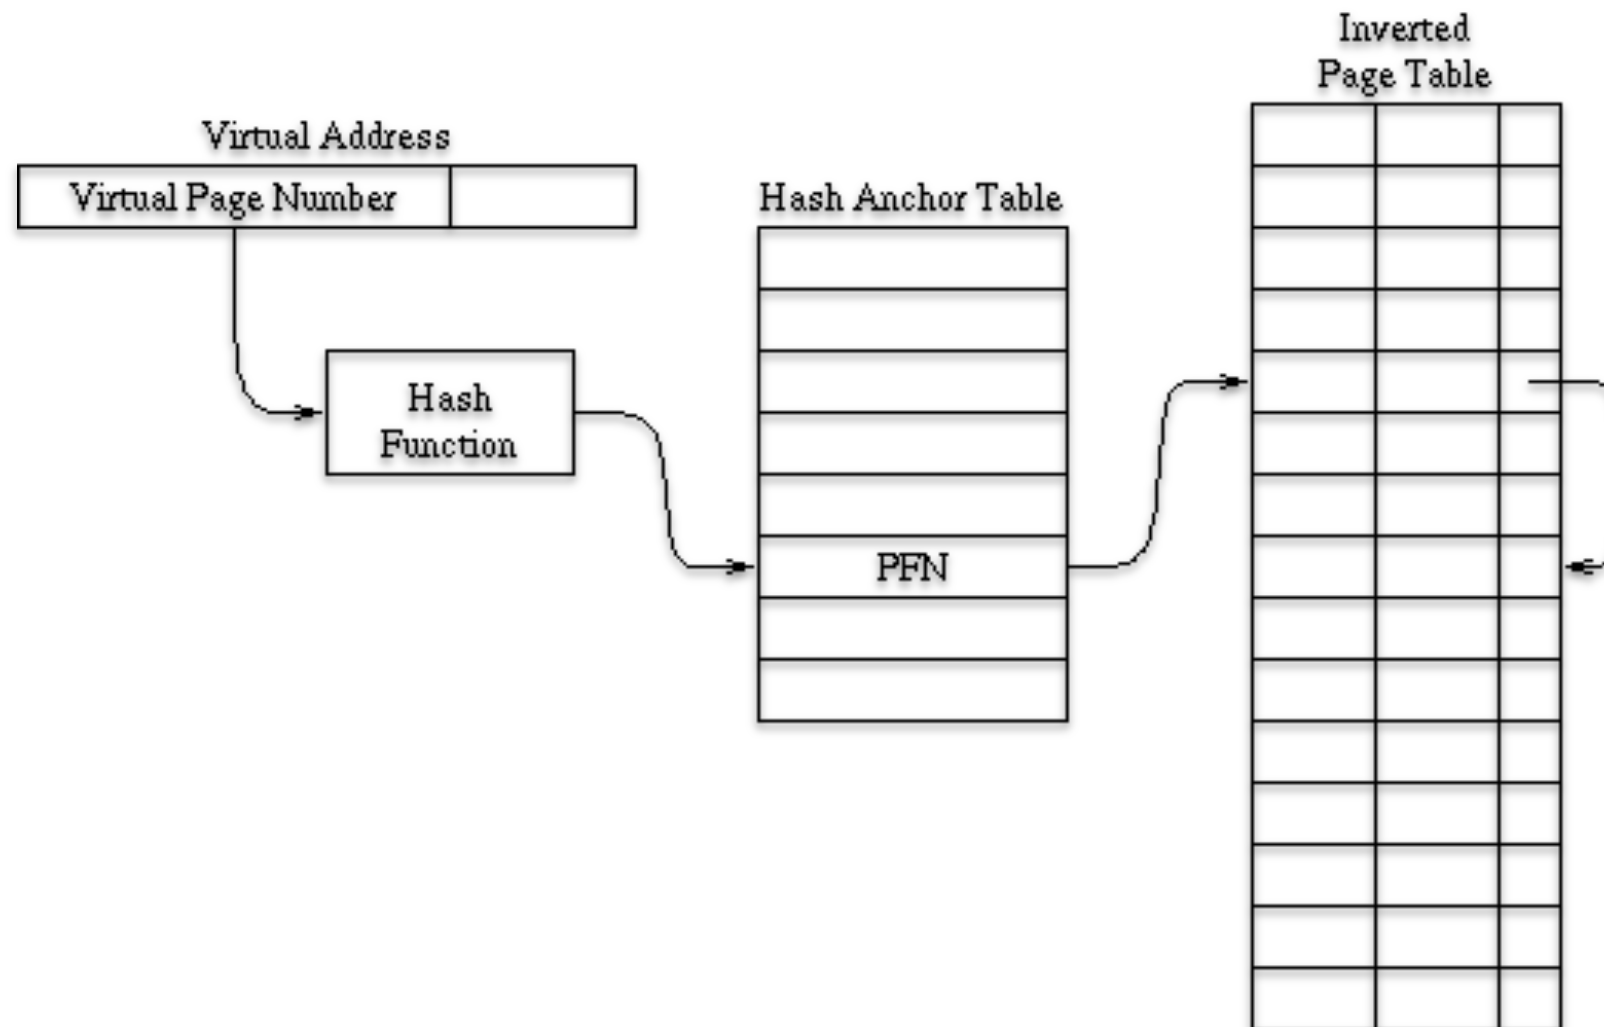 Inverted
Page Table
Virtual Address
Virtual Page Number
Hash Anchor Table
Hash
Function
PFN